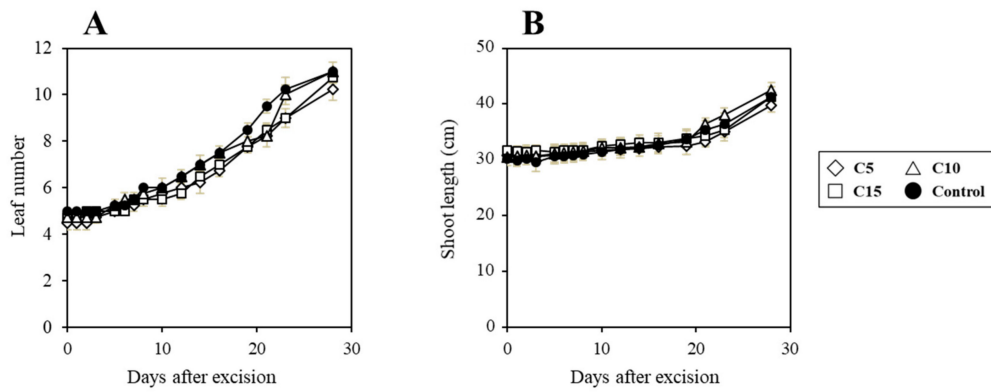 A
12
10
8
6
4
2
0
0
10
20
30
Leaf number
Days after excision
B
50
40
30
20
10
0
0
10
20
30
Shoot length (cm)
Days after excision
C5
C10
C15
Control